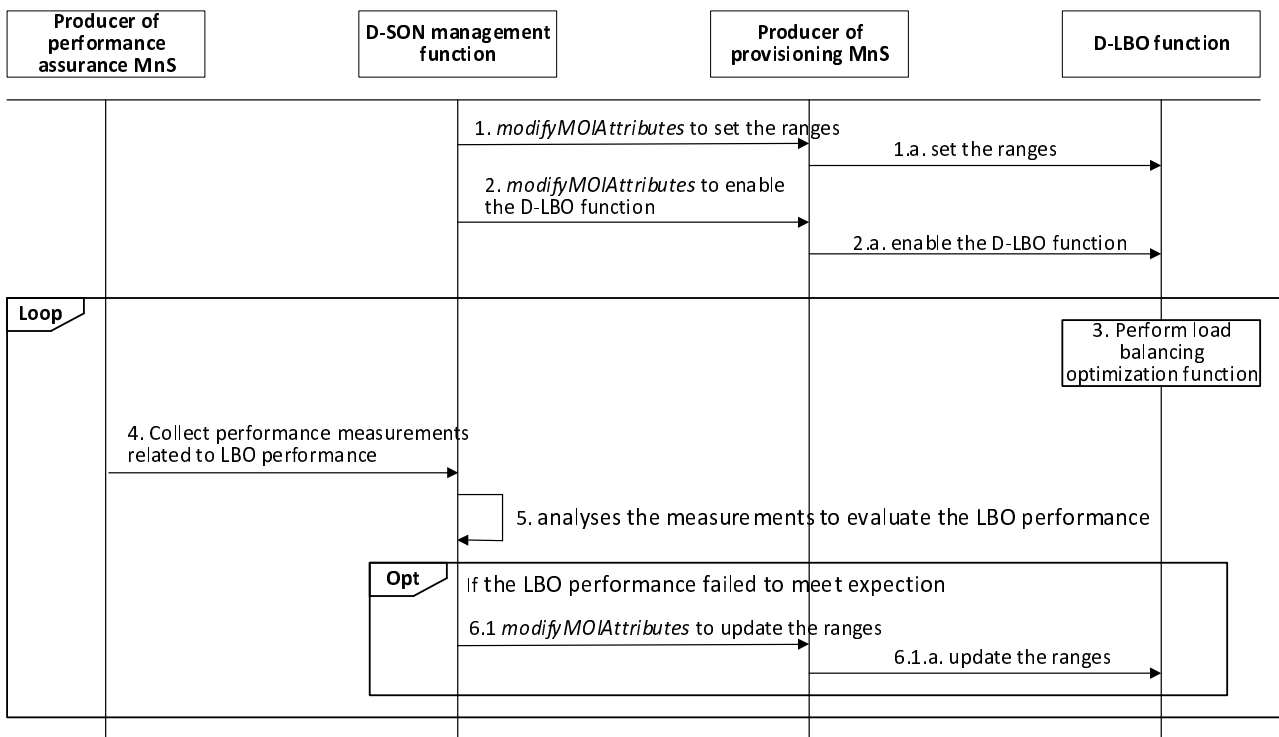 Producer of
performance
assurance MnS
D-SON management
function
Producer of
provisioning MnS
D-LBO function
1. modifyMOIAttributes to set the ranges
1.a. set the ranges
2. modifyMOIAttributes to enable
the D-LBO function
2.a. enable the D-LBO function
Loop
3. Perform load
balancing
optimization function
4. Collect performance measurements
related to LBO performance
5. analyses the measurements to evaluate the LBO performance
Opt
If the LBO performance failed to meet expection
6.1 modifyMOIAttributes to update the ranges
6.1.a. update the ranges